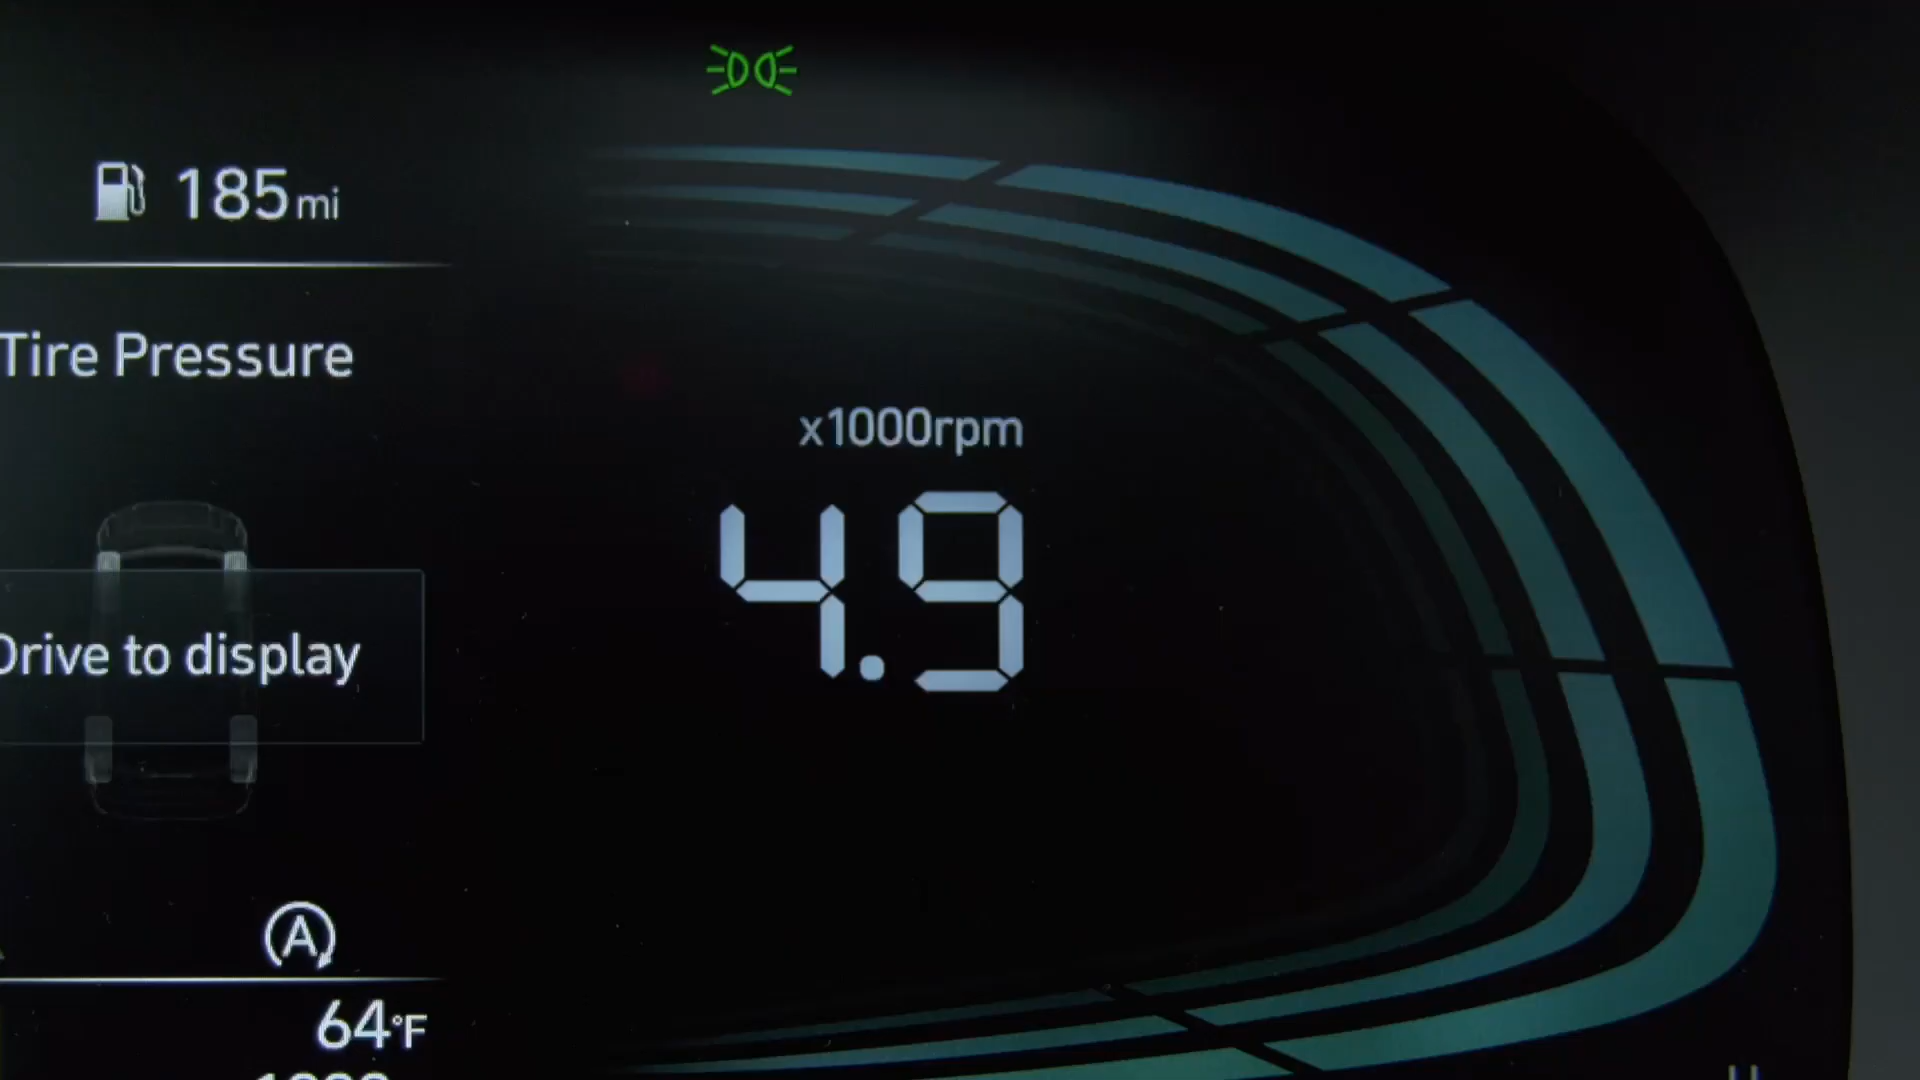 185mi
Tire Pressure
x1000rpm
4.9
Drive to display
A
64°F